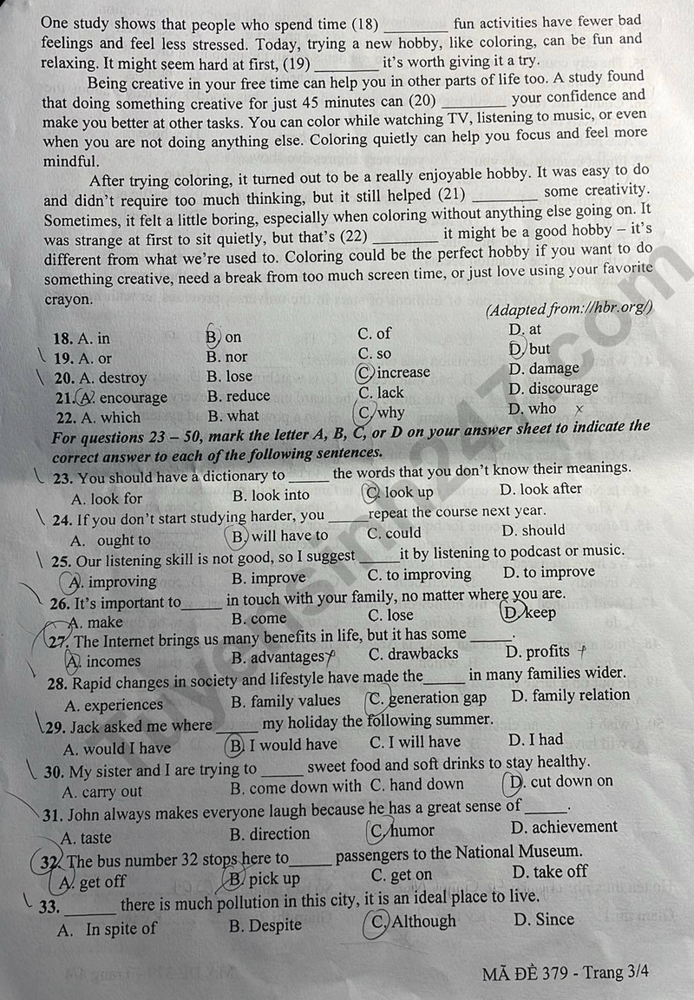 One study shows that people who spend time (18) ________ fun activities have fewer bad
feelings and feel less stressed. Today, trying a new hobby, like coloring, can be fun and
relaxing. It might seem hard at first, (19) ________ it's worth giving it a try.
Being creative in your free time can help you in other parts of life too. A study found
that doing something creative for just 45 minutes can (20) ________ your confidence and
make you better at other tasks. You can color while watching TV, listening to music, or even
when you are not doing anything else. Coloring quietly can help you focus and feel more
mindful.
After trying coloring, it turned out to be a really enjoyable hobby. It was easy to do
and didn't require too much thinking, but it still helped (21) ________ some creativity.
Sometimes, it felt a little boring, especially when coloring without anything else going on. It
was strange at first to sit quietly, but that's (22) ________ it might be a good hobby – it's
different from what we're used to. Coloring could be the perfect hobby if you want to do
something creative, need a break from too much screen time, or just love using your favorite
crayon.
(Adapted from://hbr.org/)
18. A. in B. on C. of D. at
19. A. or B. nor C. so D. but
20. A. destroy B. lose C. increase D. damage
21. A. encourage B. reduce C. lack D. discourage
22. A. which B. what C. why D. who
For questions 23 – 50, mark the letter A, B, C, or D on your answer sheet to indicate the
correct answer to each of the following sentences.
23. You should have a dictionary to _____ the words that you don't know their meanings.
A. look for B. look into C. look up D. look after
24. If you don't start studying harder, you _____ repeat the course next year.
A. ought to B. will have to C. could D. should
25. Our listening skill is not good, so I suggest _____ it by listening to podcast or music.
A. improving B. improve C. to improving D. to improve
26. It's important to _____ in touch with your family, no matter where you are.
A. make B. come C. lose D. keep
27. The Internet brings us many benefits in life, but it has some _____.
A. incomes B. advantages C. drawbacks D. profits
28. Rapid changes in society and lifestyle have made the _____ in many families wider.
A. experiences B. family values C. generation gap D. family relation
29. Jack asked me where _____ my holiday the following summer.
A. would I have B. I would have C. I will have D. I had
30. My sister and I are trying to _____ sweet food and soft drinks to stay healthy.
A. carry out B. come down with C. hand down D. cut down on
31. John always makes everyone laugh because he has a great sense of _____.
A. taste B. direction C. humor D. achievement
32. The bus number 32 stops here to _____ passengers to the National Museum.
A. get off B. pick up C. get on D. take off
33. ______ there is much pollution in this city, it is an ideal place to live.
A. In spite of B. Despite C. Although D. Since
MÃ ĐỀ 379 - Trang 3/4